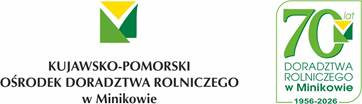 KUJAWSKO-POMORSKI
OŚRODEK DORADZTWA ROLNICZEGO
w Minikowie
70 lat
DORADZTWA
ROLNICZEGO
w Minikowie
1956-2026